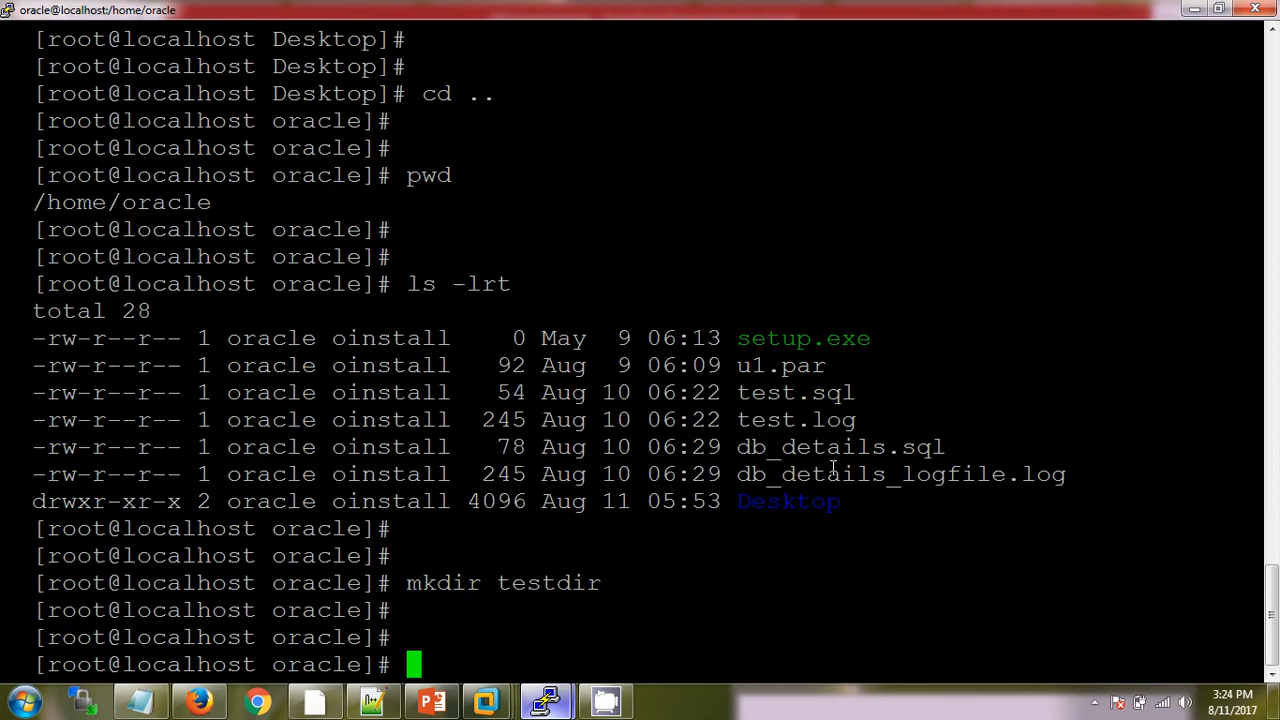 oracle@localhost:/home/oracle
[root@localhost Desktop]#
[root@localhost Desktop]#
[root@localhost Desktop]# cd ..
[root@localhost oracle]#
[root@localhost oracle]#
[root@localhost oracle]# pwd
/home/oracle
[root@localhost oracle]#
[root@localhost oracle]#
[root@localhost oracle]# ls -lrt
total 28
-rw-r--r-- 1 oracle oinstall    0 May  9 06:13 setup.exe
-rw-r--r-- 1 oracle oinstall   92 Aug  9 06:09 u1.par
-rw-r--r-- 1 oracle oinstall   54 Aug 10 06:22 test.sql
-rw-r--r-- 1 oracle oinstall  245 Aug 10 06:22 test.log
-rw-r--r-- 1 oracle oinstall   78 Aug 10 06:29 db_details.sql
-rw-r--r-- 1 oracle oinstall  245 Aug 10 06:29 db_details_logfile.log
drwxr-xr-x 2 oracle oinstall 4096 Aug 11 05:53 Desktop
[root@localhost oracle]#
[root@localhost oracle]#
[root@localhost oracle]# mkdir testdir
[root@localhost oracle]#
[root@localhost oracle]#
[root@localhost oracle]#
3:24 PM
8/11/2017